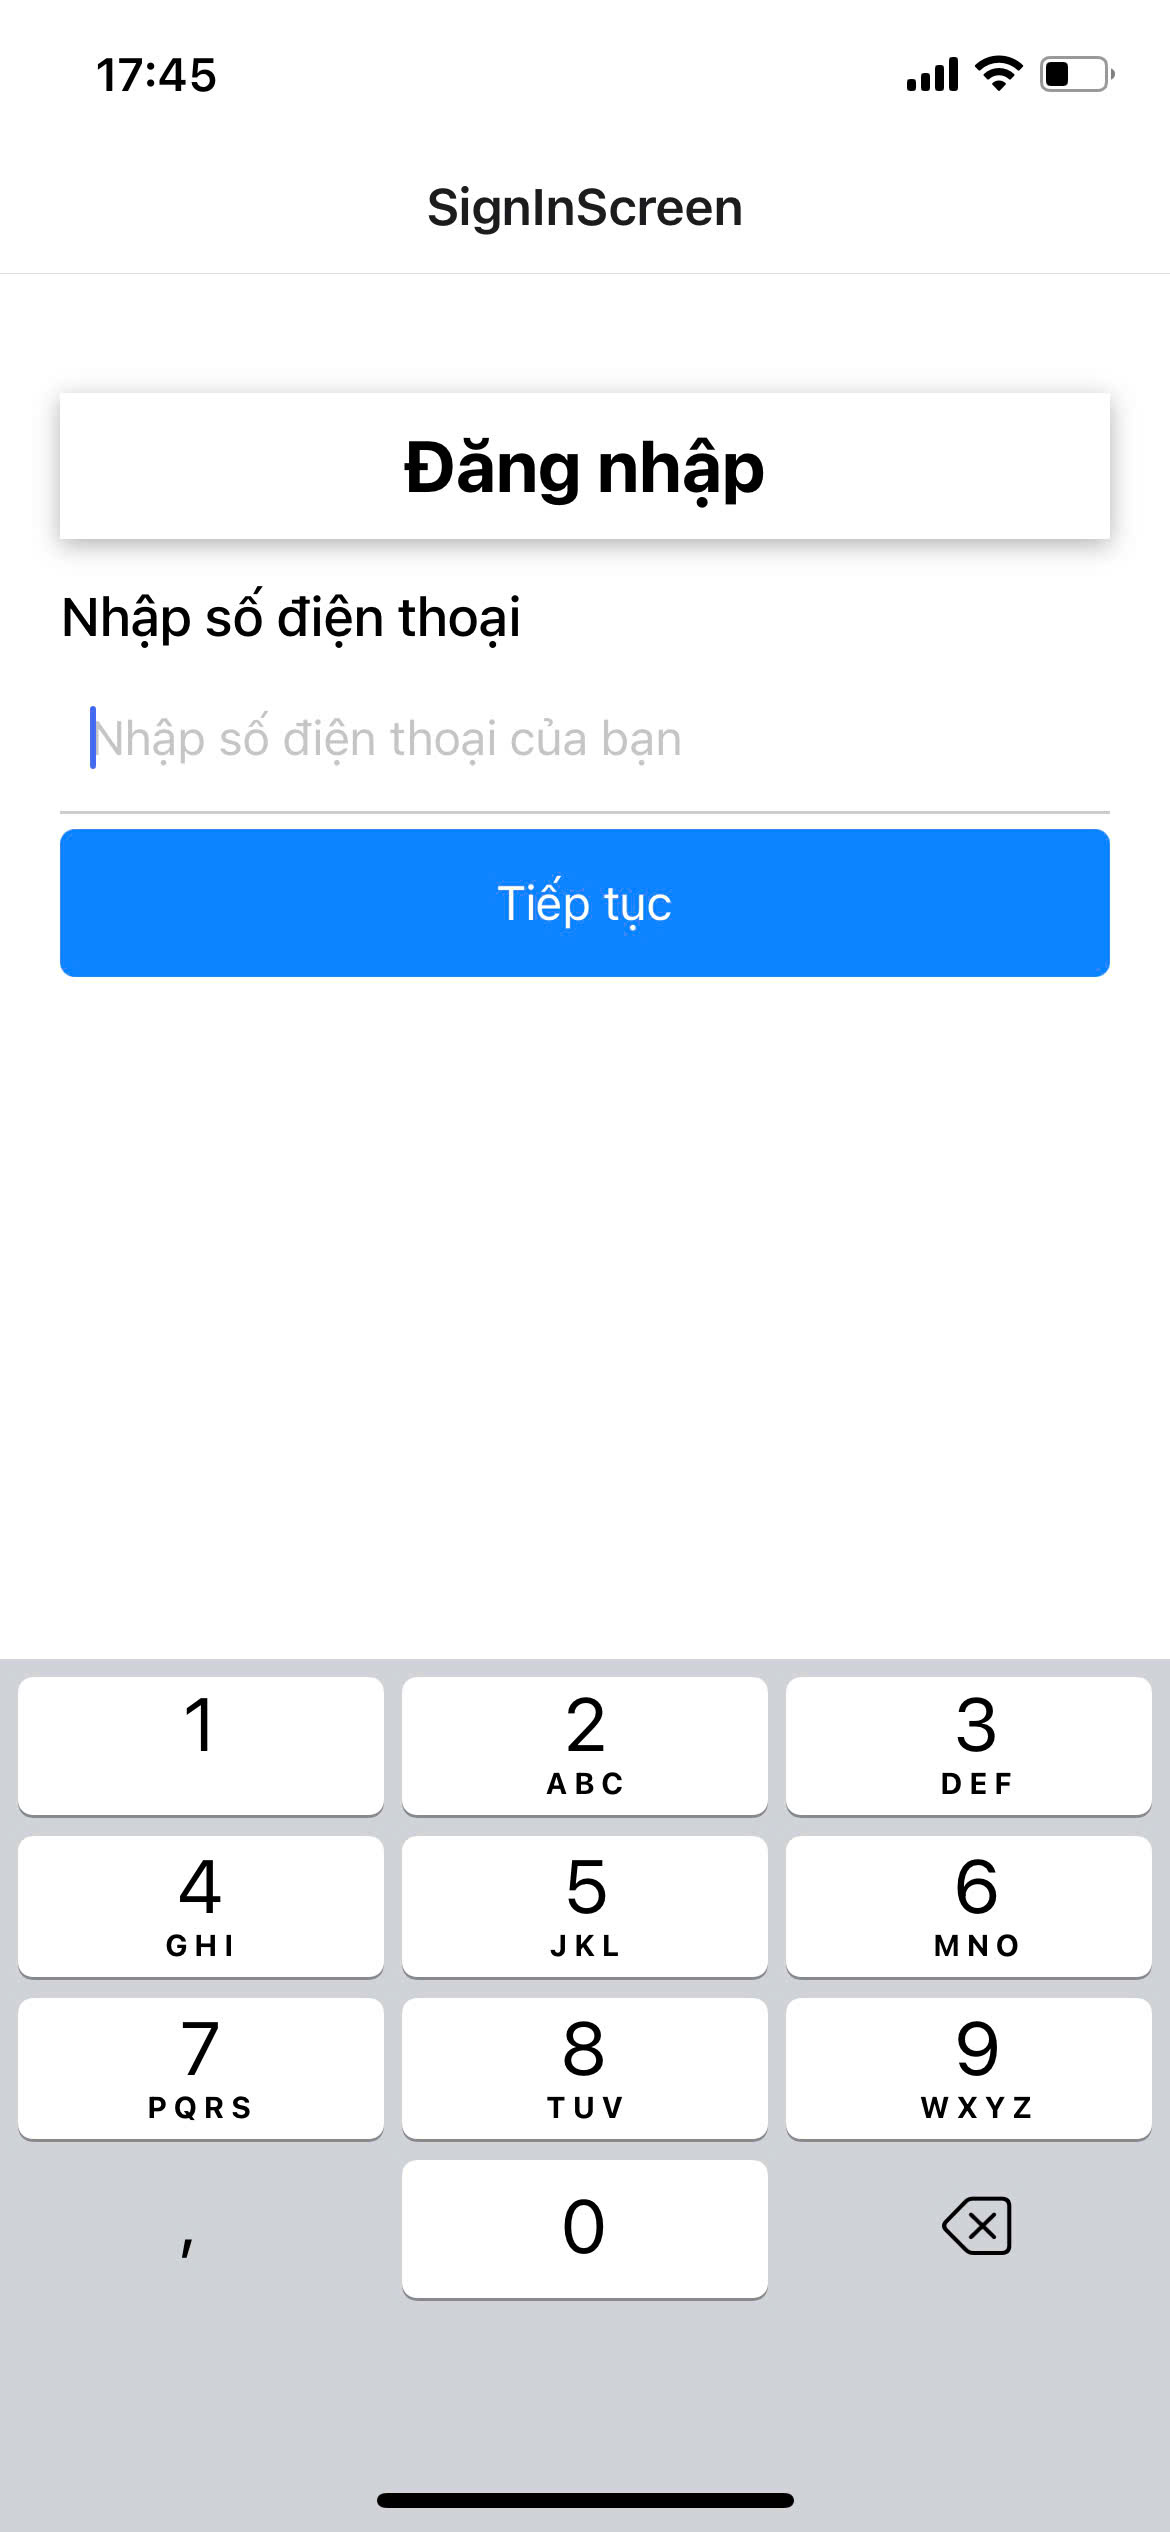 17:45
SignInScreen
Đăng nhập
Nhập số điện thoại
Nhập số điện thoại của bạn
Tiếp tục
1 2 3
ABC DEF
4 5 6
GHI JKL MNO
7 8 9
PQRS TUV WXYZ
, 0